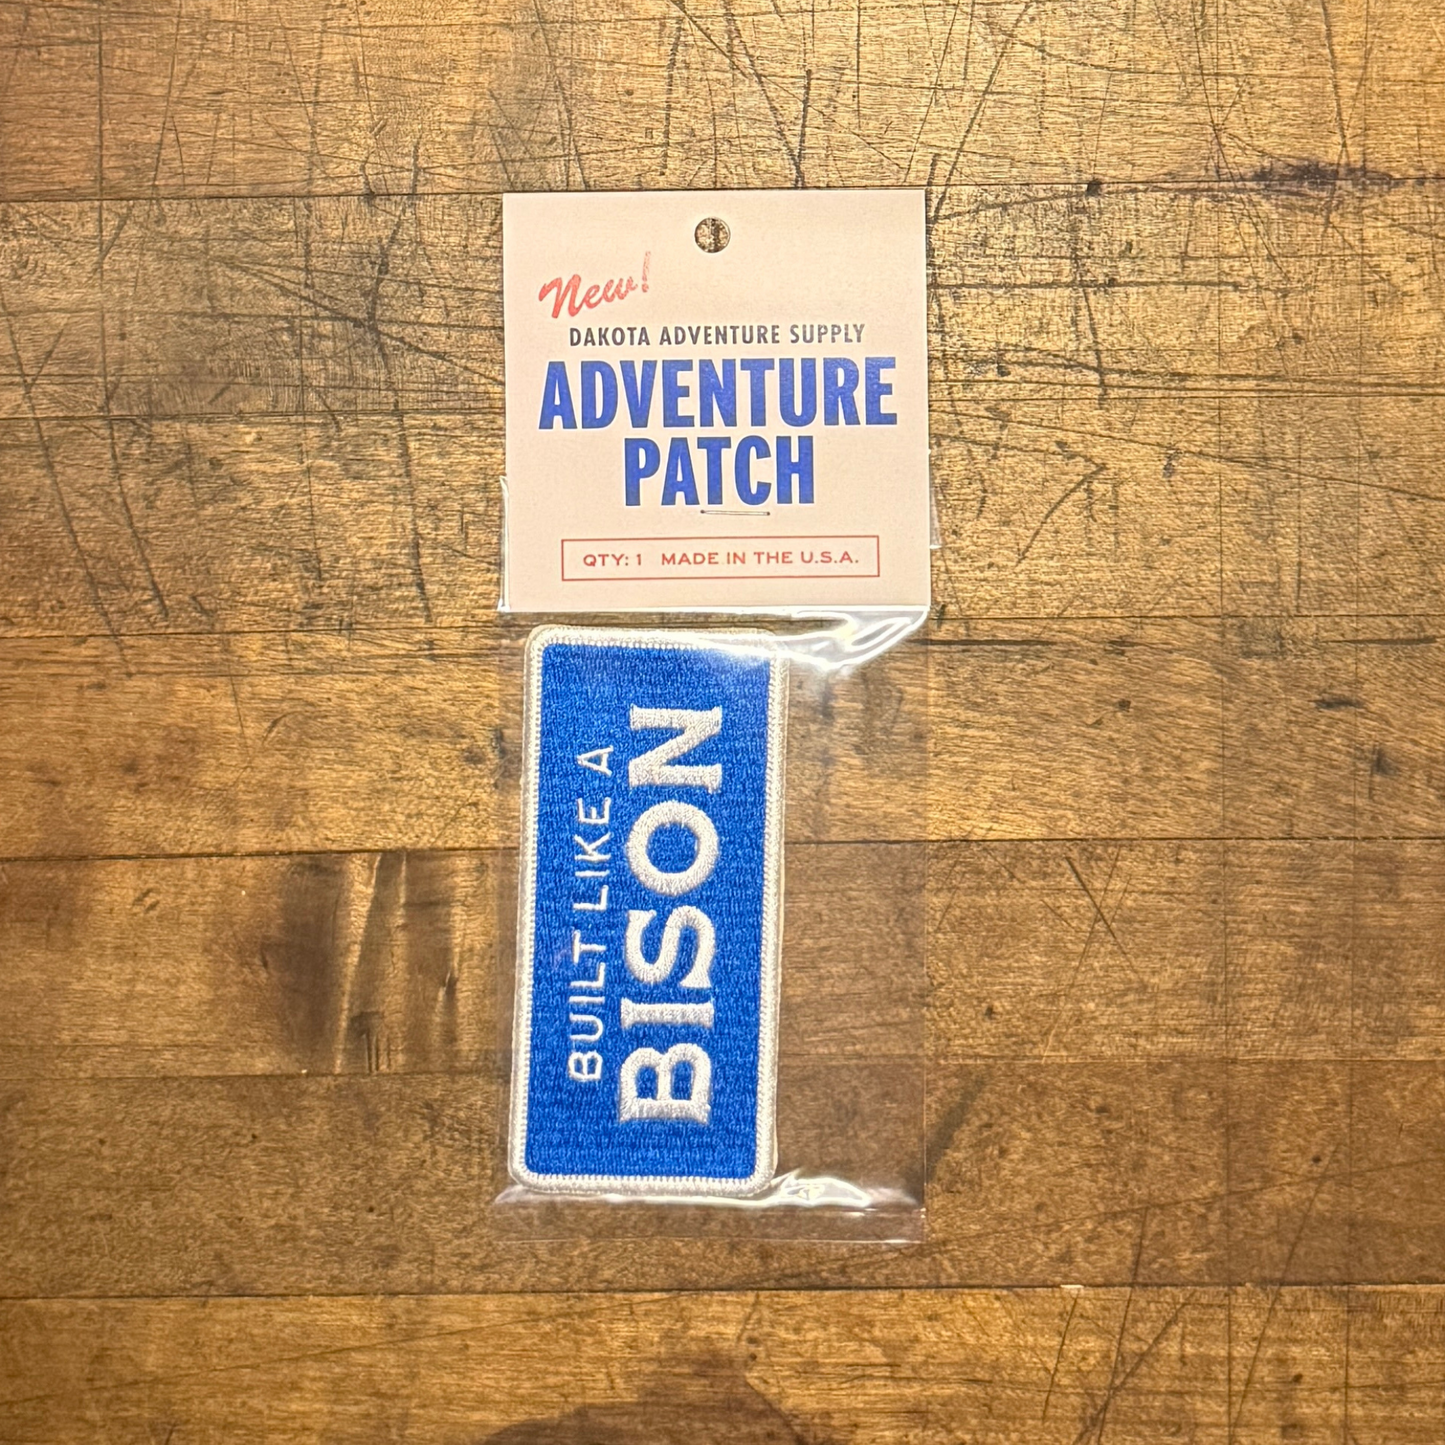 New!
DAKOTA ADVENTURE SUPPLY
ADVENTURE
PATCH
QTY: 1 MADE IN THE U.S.A.
BUILT LIKE A
BISON